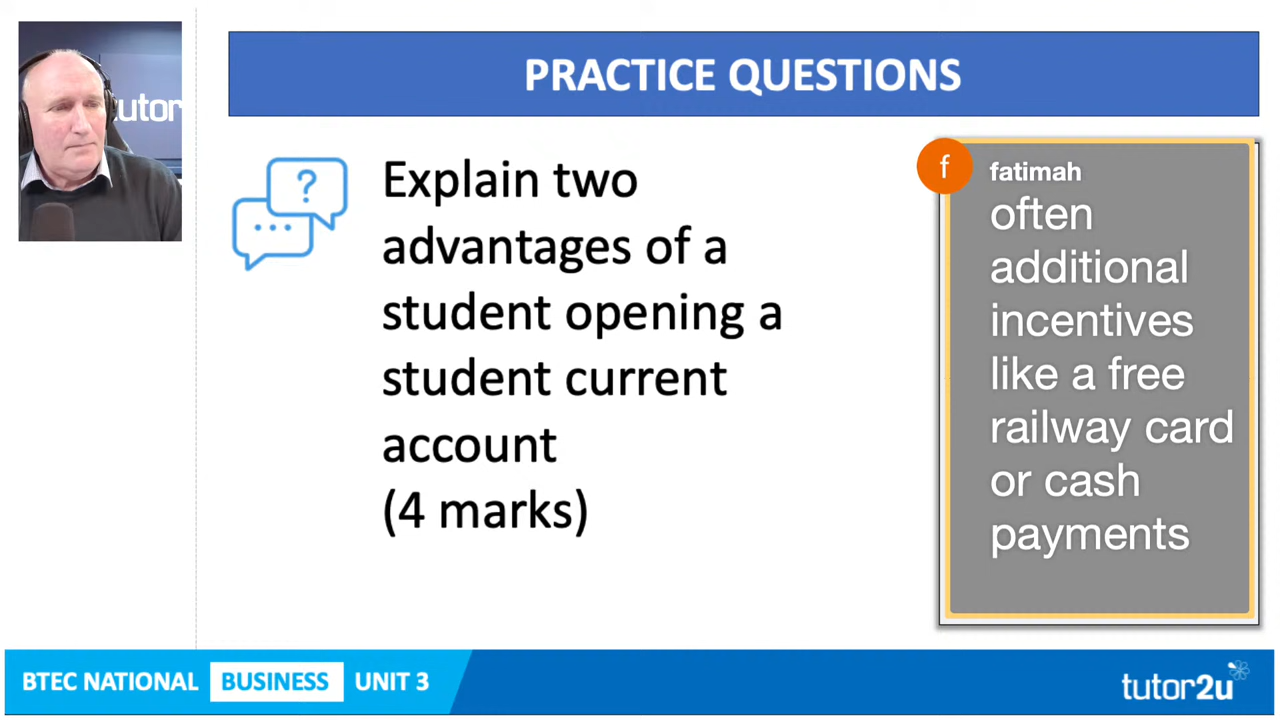 tutor
PRACTICE QUESTIONS
?
Explain two
advantages of a
student opening a
student current
account
(4 marks)
f
fatimah
often
additional
incentives
like a free
railway card
or cash
payments
BTEC NATIONAL BUSINESS UNIT 3
tutor2u